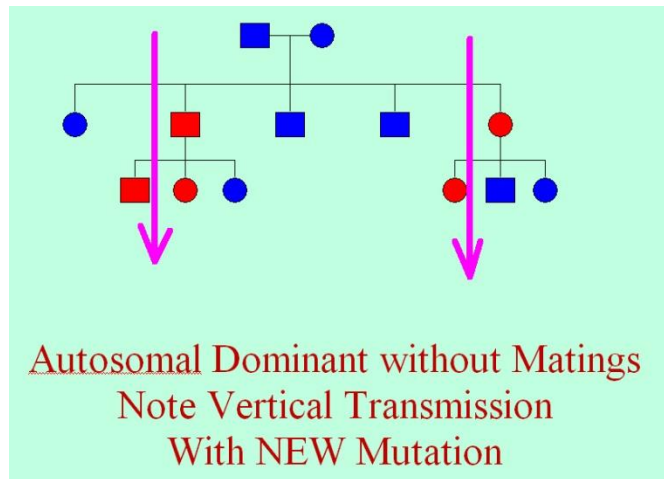 Autosomal Dominant without Matings
Note Vertical Transmission
With NEW Mutation